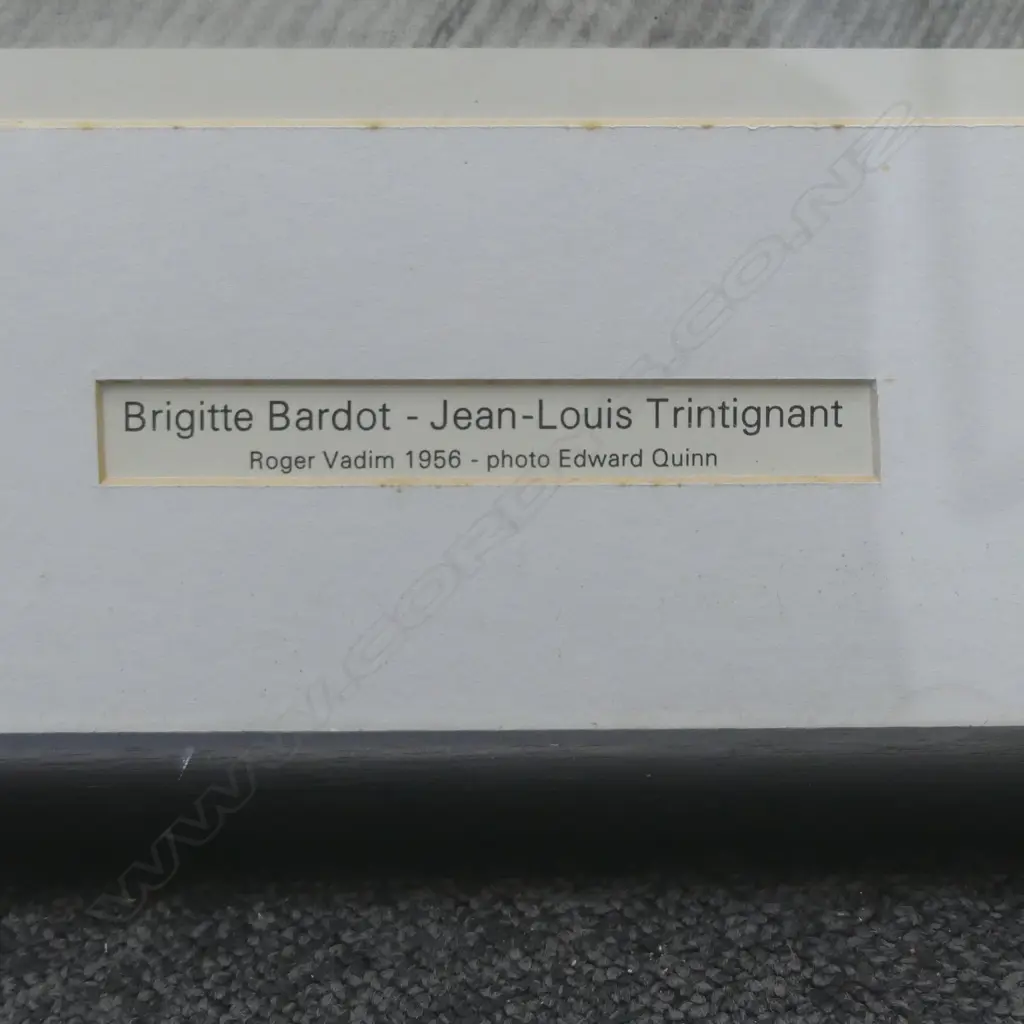 Brigitte Bardot - Jean-Louis Trintignant
Roger Vadim 1956 - photo Edward Quinn